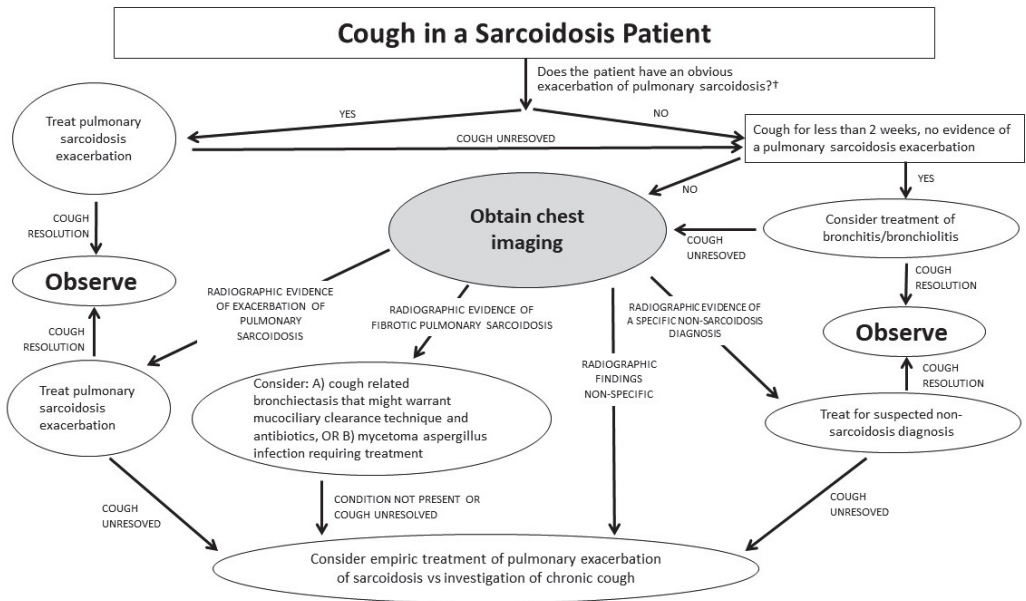 Cough in a Sarcoidosis Patient
Does the patient have an obvious
exacerbation of pulmonary sarcoidosis?†
YES
NO
Treat pulmonary
sarcoidosis
exacerbation
COUGH UNRESOVED
Cough for less than 2 weeks, no evidence of
a pulmonary sarcoidosis exacerbation
NO
YES
COUGH
RESOLUTION
Obtain chest
imaging
COUGH
UNRESOVED
Consider treatment of
bronchitis/bronchiolitis
Observe
COUGH
RESOLUTION
RADIOGRAPHIC EVIDENCE
OF EXACERBATION OF
PULMONARY
SARCOIDOSIS
RADIOGRAPHIC EVIDENCE OF
FIBROTIC PULMONARY SARCOIDOSIS
RADIOGRAPHIC EVIDENCE OF
A SPECIFIC NON-SARCOIDOSIS
DIAGNOSIS
Observe
COUGH
RESOLUTION
RADIOGRAPHIC
FINDINGS
NON-SPECIFIC
COUGH
RESOLUTION
Treat pulmonary
sarcoidosis
exacerbation
Consider: A) cough related
bronchiectasis that might warrant
mucociliary clearance technique and
antibiotics, OR B) mycetoma aspergillus
infection requiring treatment
Treat for suspected non-
sarcoidosis diagnosis
COUGH
UNRESOVED
CONDITION NOT PRESENT OR
COUGH UNRESOLVED
COUGH
UNRESOVED
Consider empiric treatment of pulmonary exacerbation
of sarcoidosis vs investigation of chronic cough